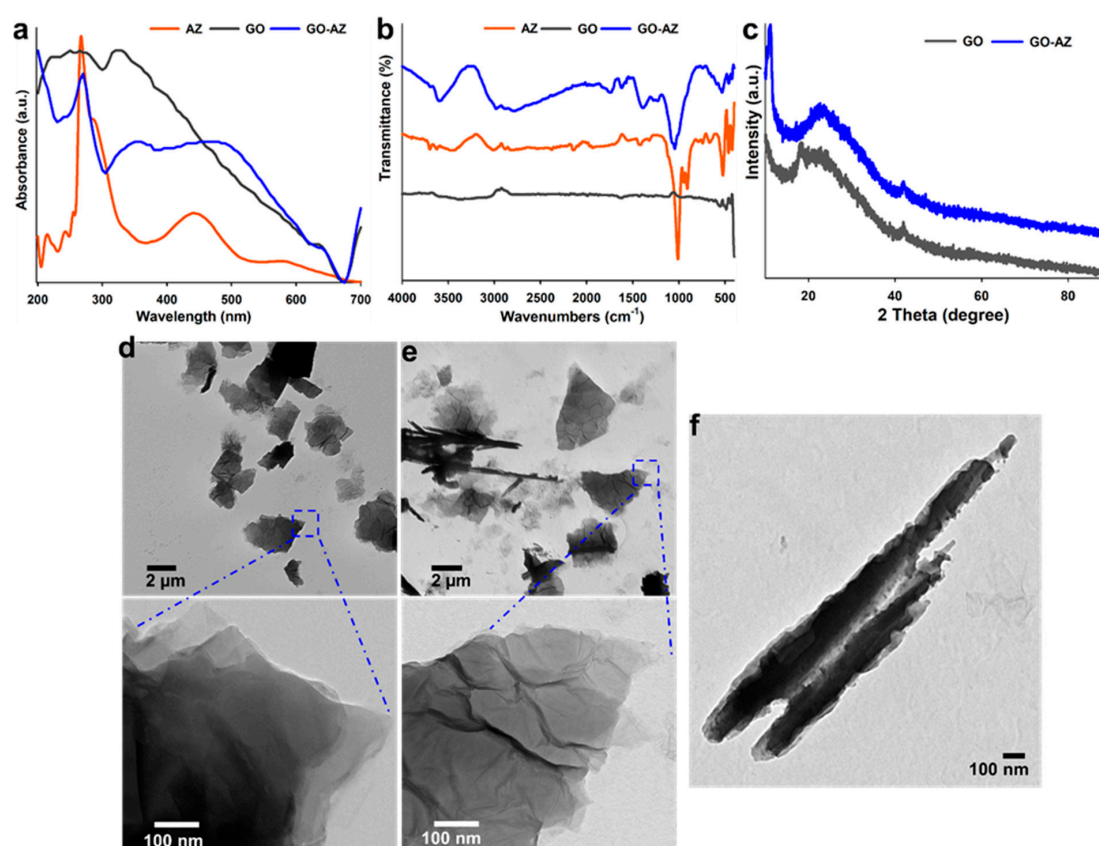 a
AZ GO GO-AZ
Absorbance (a.u.)
200 300 400 500 600 700
Wavelength (nm)
b
AZ GO GO-AZ
Transmittance (%)
4000 3500 3000 2500 2000 1500 1000 500
Wavenumbers (cm⁻¹)
c
GO GO-AZ
Intensity (a.u.)
20 40 60 80
2 Theta (degree)
d
2 µm
100 nm
e
2 µm
100 nm
f
100 nm